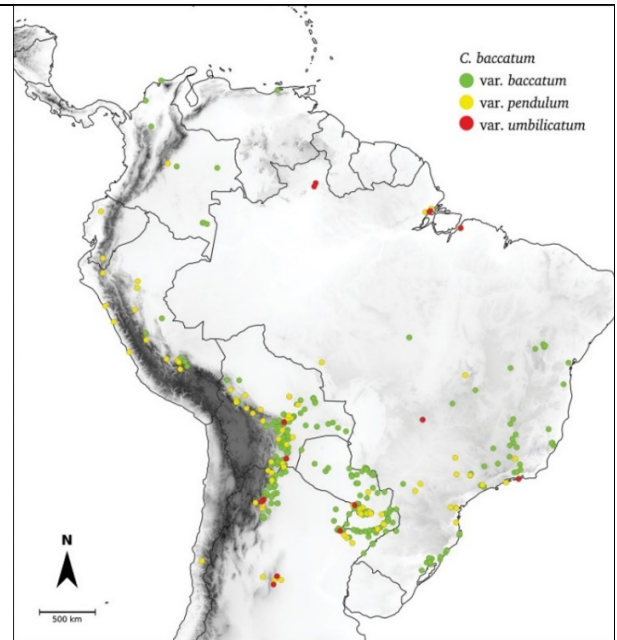 C. baccatum
var. baccatum
var. pendulum
var. umbilicatum
N
500 km